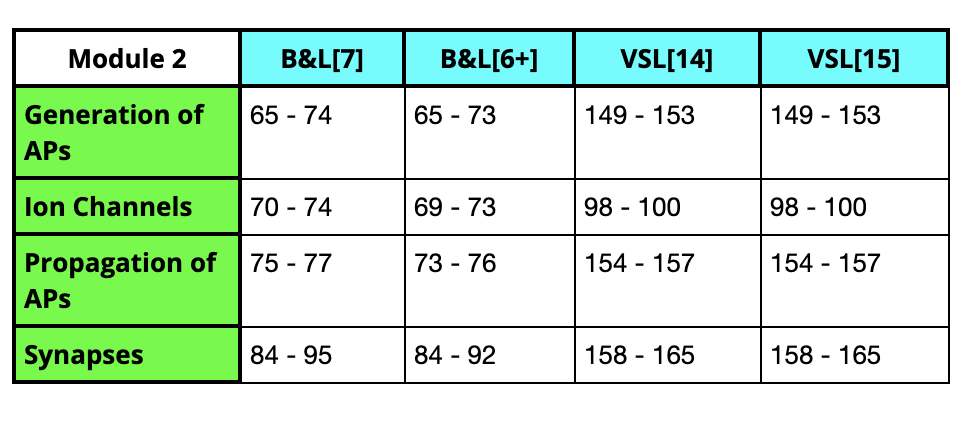 Module 2 B&L[7] B&L[6+] VSL[14] VSL[15]
Generation of 65 - 74 65 - 73 149 - 153 149 - 153
APs
Ion Channels 70 - 74 69 - 73 98 - 100 98 - 100
Propagation of 75 - 77 73 - 76 154 - 157 154 - 157
APs
Synapses 84 - 95 84 - 92 158 - 165 158 - 165